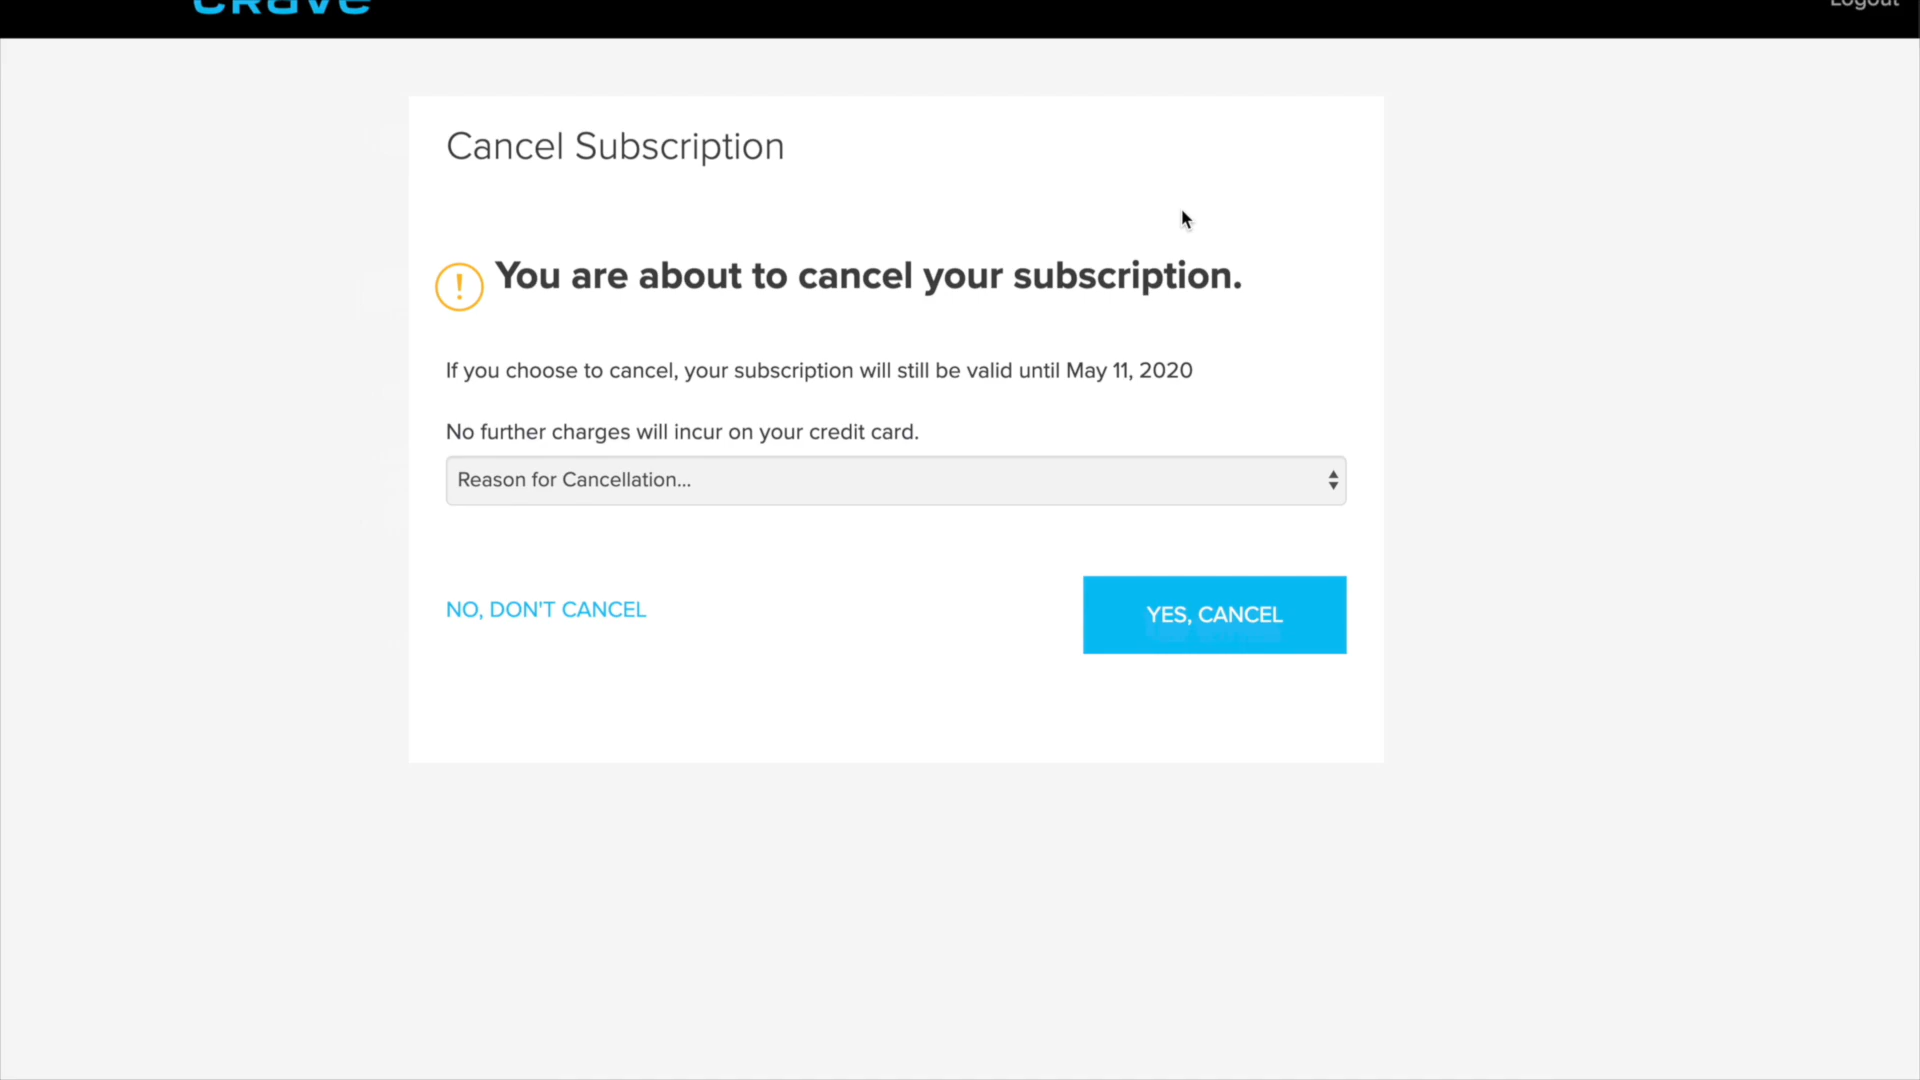 CRAVE
Logout
Cancel Subscription
You are about to cancel your subscription.
If you choose to cancel, your subscription will still be valid until May 11, 2020
No further charges will incur on your credit card.
Reason for Cancellation...
NO, DON'T CANCEL
YES, CANCEL